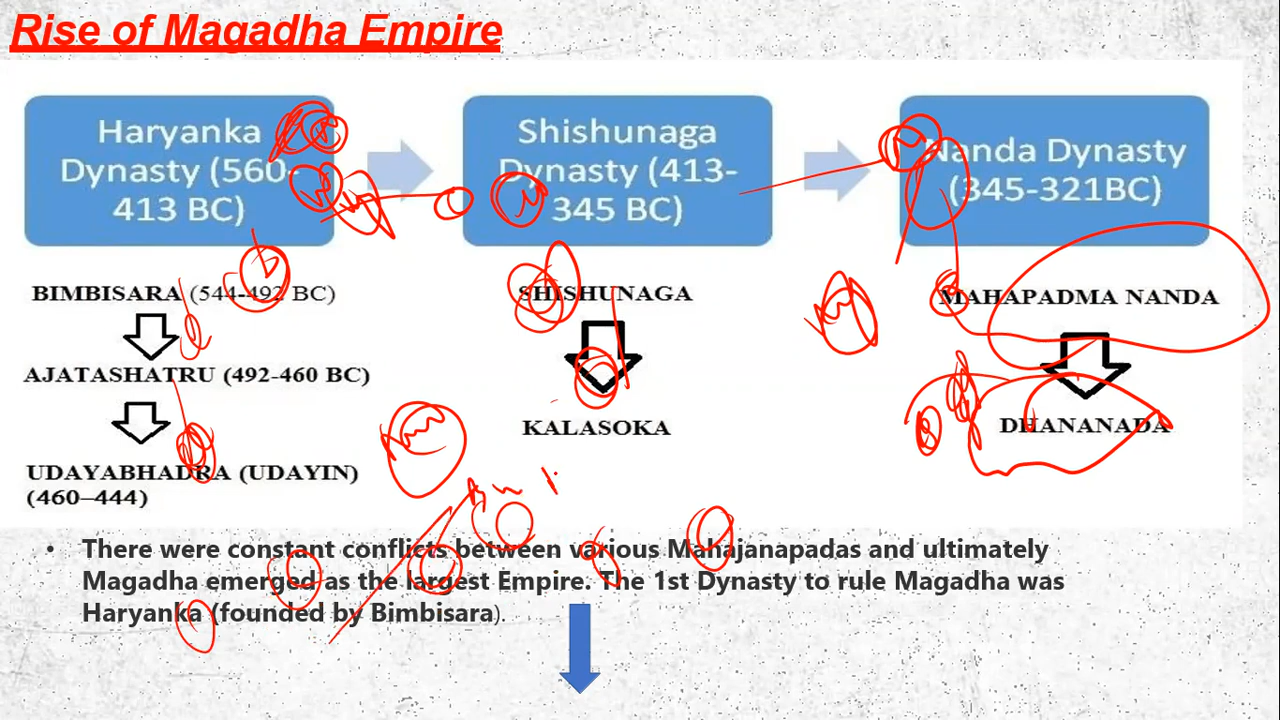 Rise of Magadha Empire
Haryanka
Dynasty (560-
413 BC)
Shishunaga
Dynasty (413-
345 BC)
Nanda Dynasty
(345-321BC)
BIMBISARA (544-492 BC)
AJATASHATRU (492-460 BC)
UDAYABHADRA (UDAYIN)
(460–444)
SHISHUNAGA
KALASOKA
MAHAPADMA NANDA
DHANANADA
• There were constant conflicts between various Mahajanapadas and ultimately
Magadha emerged as the largest Empire. The 1st Dynasty to rule Magadha was
Haryanka (founded by Bimbisara).